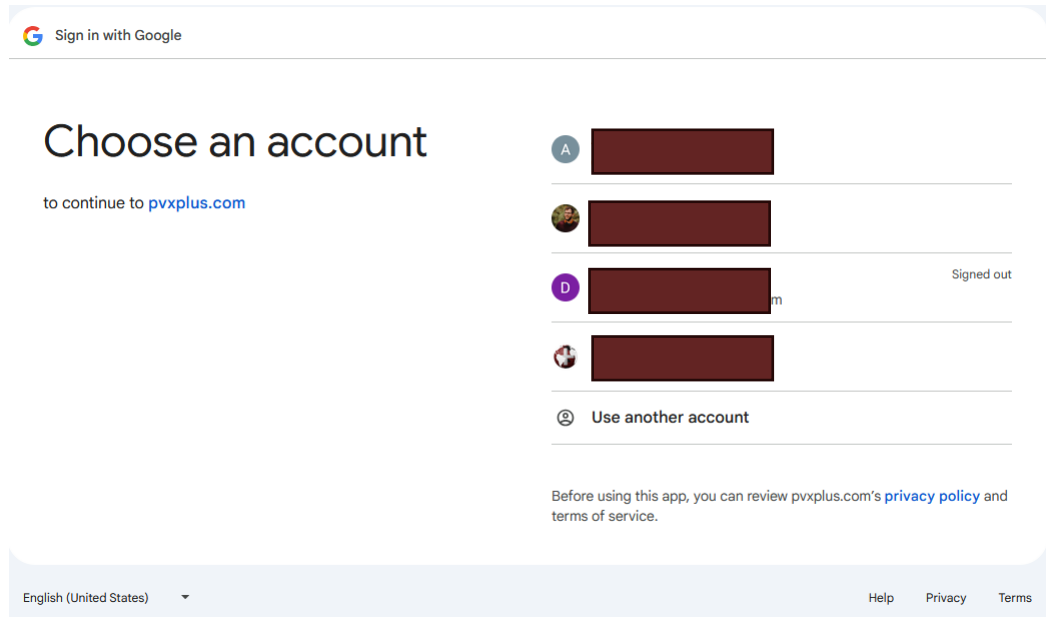 Sign in with Google
Choose an account
to continue to pvxplus.com
A
D
Signed out
m
Use another account
Before using this app, you can review pvxplus.com’s privacy policy and
terms of service.
English (United States)
Help
Privacy
Terms